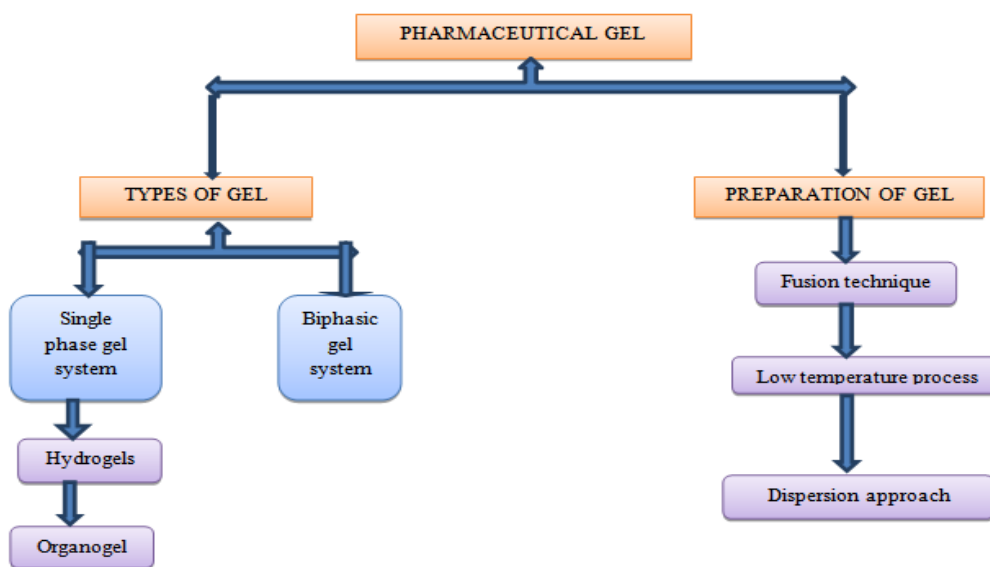 PHARMACEUTICAL GEL
TYPES OF GEL
PREPARATION OF GEL
Single
phase gel
system
Biphasic
gel
system
Fusion technique
Low temperature process
Hydrogels
Dispersion approach
Organogel